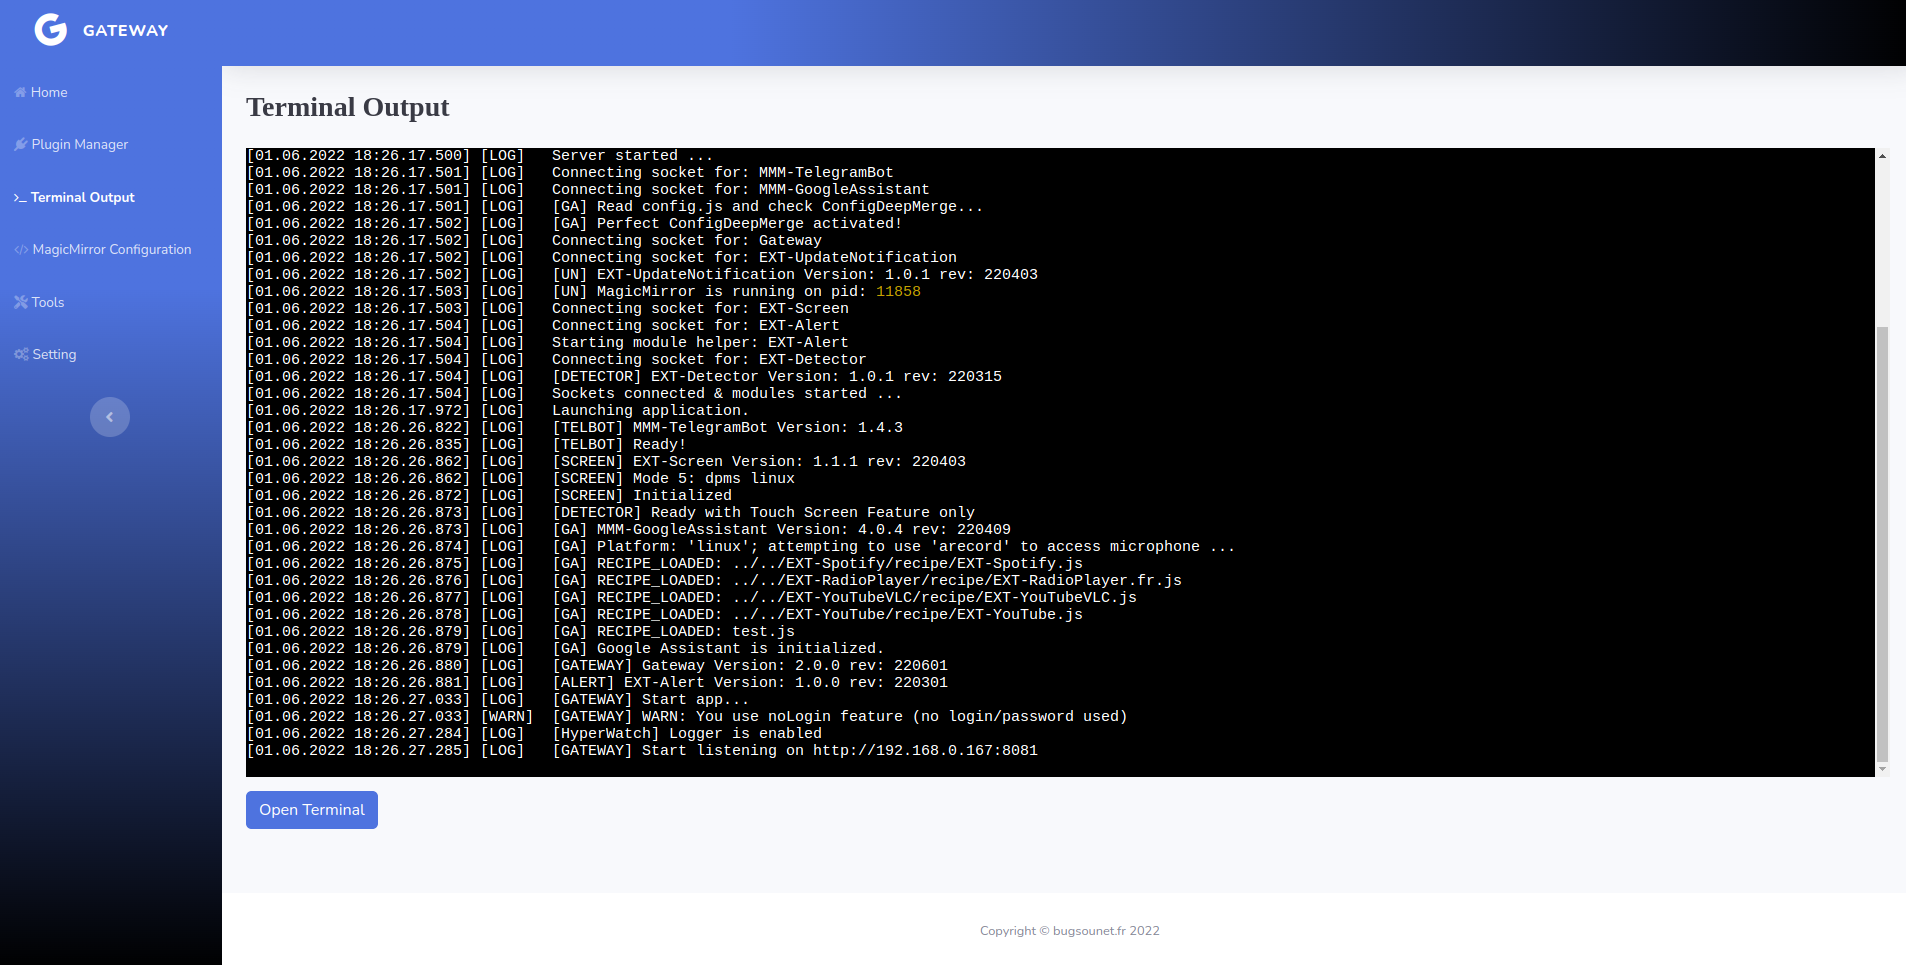 GATEWAY
Home
Plugin Manager
Terminal Output
MagicMirror Configuration
Tools
Setting
Terminal Output
[01.06.2022 18:26.17.500] [LOG]   Server started ...
[01.06.2022 18:26.17.501] [LOG]   Connecting socket for: MMM-TelegramBot
[01.06.2022 18:26.17.501] [LOG]   Connecting socket for: MMM-GoogleAssistant
[01.06.2022 18:26.17.501] [LOG]   [GA] Read config.js and check ConfigDeepMerge...
[01.06.2022 18:26.17.502] [LOG]   [GA] Perfect ConfigDeepMerge activated!
[01.06.2022 18:26.17.502] [LOG]   Connecting socket for: Gateway
[01.06.2022 18:26.17.502] [LOG]   Connecting socket for: EXT-UpdateNotification
[01.06.2022 18:26.17.502] [LOG]   [UN] EXT-UpdateNotification Version: 1.0.1 rev: 220403
[01.06.2022 18:26.17.503] [LOG]   [UN] MagicMirror is running on pid: 11858
[01.06.2022 18:26.17.503] [LOG]   Connecting socket for: EXT-Screen
[01.06.2022 18:26.17.504] [LOG]   Connecting socket for: EXT-Alert
[01.06.2022 18:26.17.504] [LOG]   Starting module helper: EXT-Alert
[01.06.2022 18:26.17.504] [LOG]   Connecting socket for: EXT-Detector
[01.06.2022 18:26.17.504] [LOG]   [DETECTOR] EXT-Detector Version: 1.0.1 rev: 220315
[01.06.2022 18:26.17.504] [LOG]   Sockets connected & modules started ...
[01.06.2022 18:26.17.972] [LOG]   Launching application.
[01.06.2022 18:26.26.822] [LOG]   [TELBOT] MMM-TelegramBot Version: 1.4.3
[01.06.2022 18:26.26.835] [LOG]   [TELBOT] Ready!
[01.06.2022 18:26.26.862] [LOG]   [SCREEN] EXT-Screen Version: 1.1.1 rev: 220403
[01.06.2022 18:26.26.862] [LOG]   [SCREEN] Mode 5: dpms linux
[01.06.2022 18:26.26.872] [LOG]   [SCREEN] Initialized
[01.06.2022 18:26.26.873] [LOG]   [DETECTOR] Ready with Touch Screen Feature only
[01.06.2022 18:26.26.873] [LOG]   [GA] MMM-GoogleAssistant Version: 4.0.4 rev: 220409
[01.06.2022 18:26.26.874] [LOG]   [GA] Platform: 'linux'; attempting to use 'arecord' to access microphone ...
[01.06.2022 18:26.26.875] [LOG]   [GA] RECIPE_LOADED: ../../EXT-Spotify/recipe/EXT-Spotify.js
[01.06.2022 18:26.26.876] [LOG]   [GA] RECIPE_LOADED: ../../EXT-RadioPlayer/recipe/EXT-RadioPlayer.fr.js
[01.06.2022 18:26.26.877] [LOG]   [GA] RECIPE_LOADED: ../../EXT-YouTubeVLC/recipe/EXT-YouTubeVLC.js
[01.06.2022 18:26.26.878] [LOG]   [GA] RECIPE_LOADED: ../../EXT-YouTube/recipe/EXT-YouTube.js
[01.06.2022 18:26.26.879] [LOG]   [GA] RECIPE_LOADED: test.js
[01.06.2022 18:26.26.879] [LOG]   [GA] Google Assistant is initialized.
[01.06.2022 18:26.26.880] [LOG]   [GATEWAY] Gateway Version: 2.0.0 rev: 220601
[01.06.2022 18:26.26.881] [LOG]   [ALERT] EXT-Alert Version: 1.0.0 rev: 220301
[01.06.2022 18:26.27.033] [LOG]   [GATEWAY] Start app...
[01.06.2022 18:26.27.033] [WARN]  [GATEWAY] WARN: You use noLogin feature (no login/password used)
[01.06.2022 18:26.27.284] [LOG]   [HyperWatch] Logger is enabled
[01.06.2022 18:26.27.285] [LOG]   [GATEWAY] Start listening on http://192.168.0.167:8081
Open Terminal
Copyright © bugsounet.fr 2022